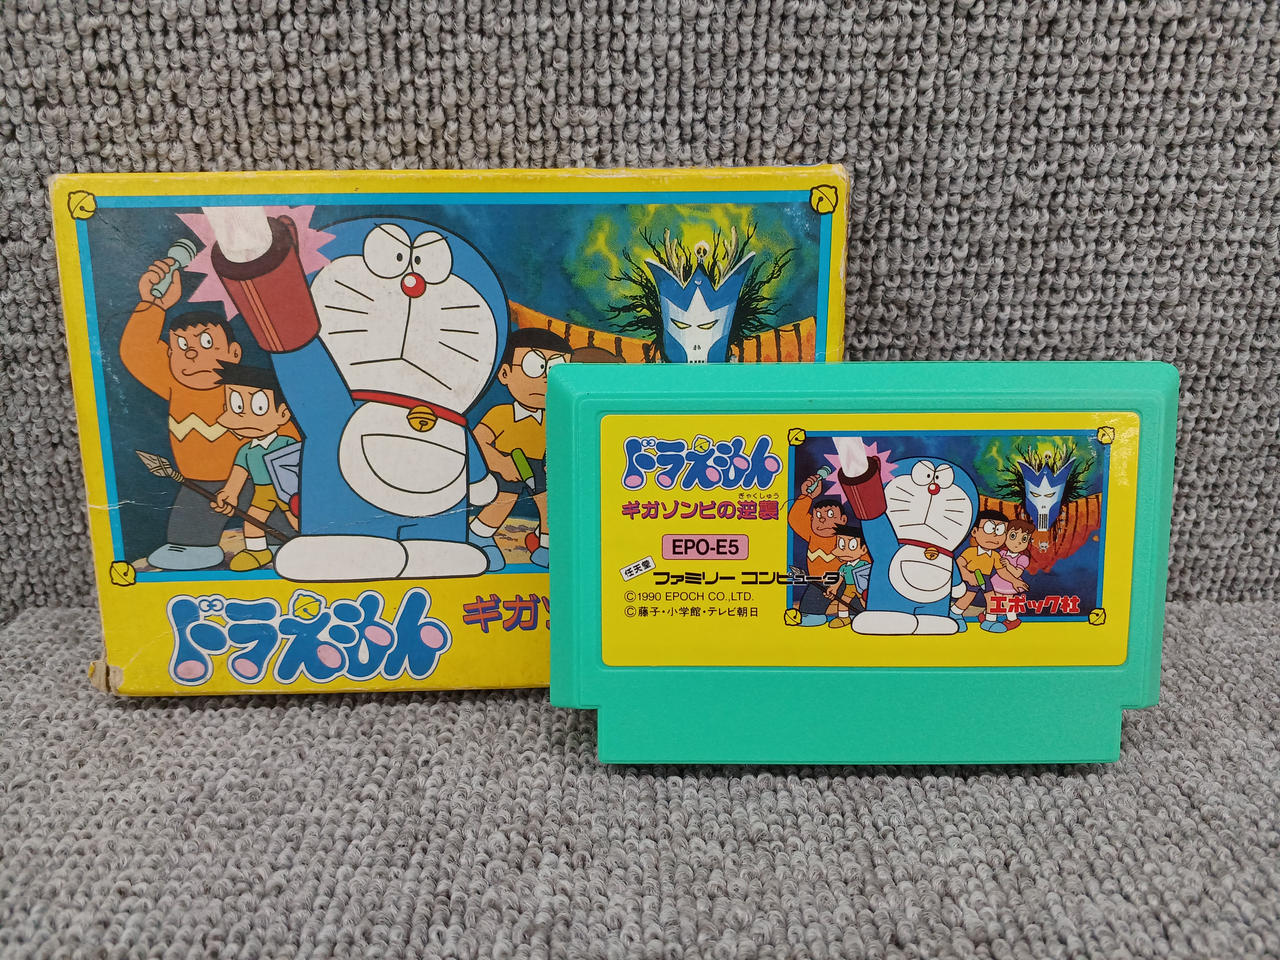 ドラえもん
ギガゾ
ドラえもん
ぎゃくしゅう
ギガゾンビの逆襲
EPO-E5
任天堂
ファミリー コンピュータ
©1990 EPOCH CO.,LTD.
©藤子・小学館・テレビ朝日
エポック社